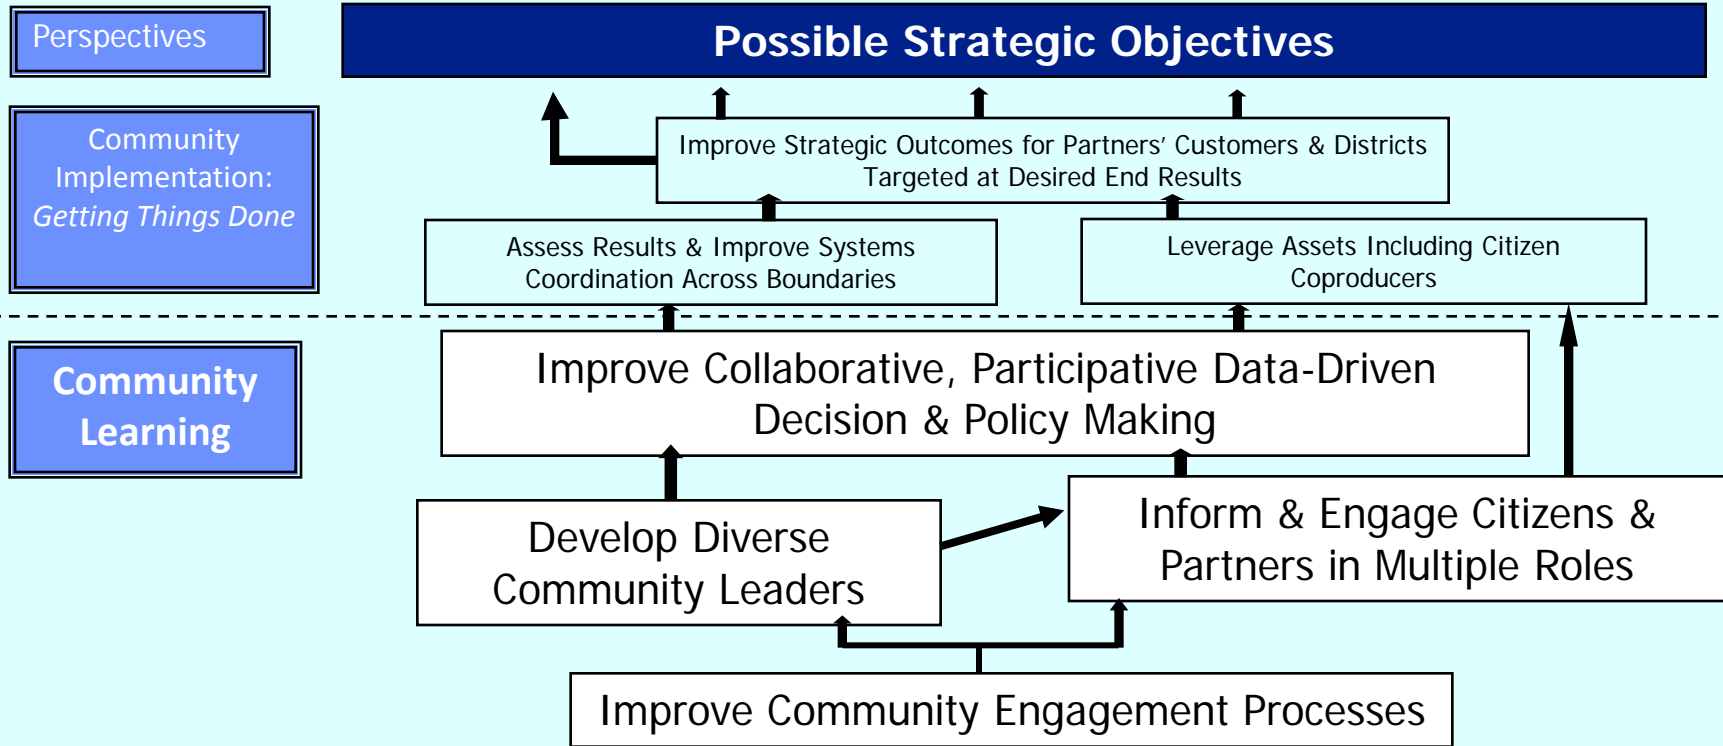 Perspectives
Possible Strategic Objectives
Community
Implementation:
Getting Things Done
Improve Strategic Outcomes for Partners’ Customers & Districts
Targeted at Desired End Results
Assess Results & Improve Systems
Coordination Across Boundaries
Leverage Assets Including Citizen
Coproducers
Community
Learning
Improve Collaborative, Participative Data-Driven
Decision & Policy Making
Develop Diverse
Community Leaders
Inform & Engage Citizens &
Partners in Multiple Roles
Improve Community Engagement Processes